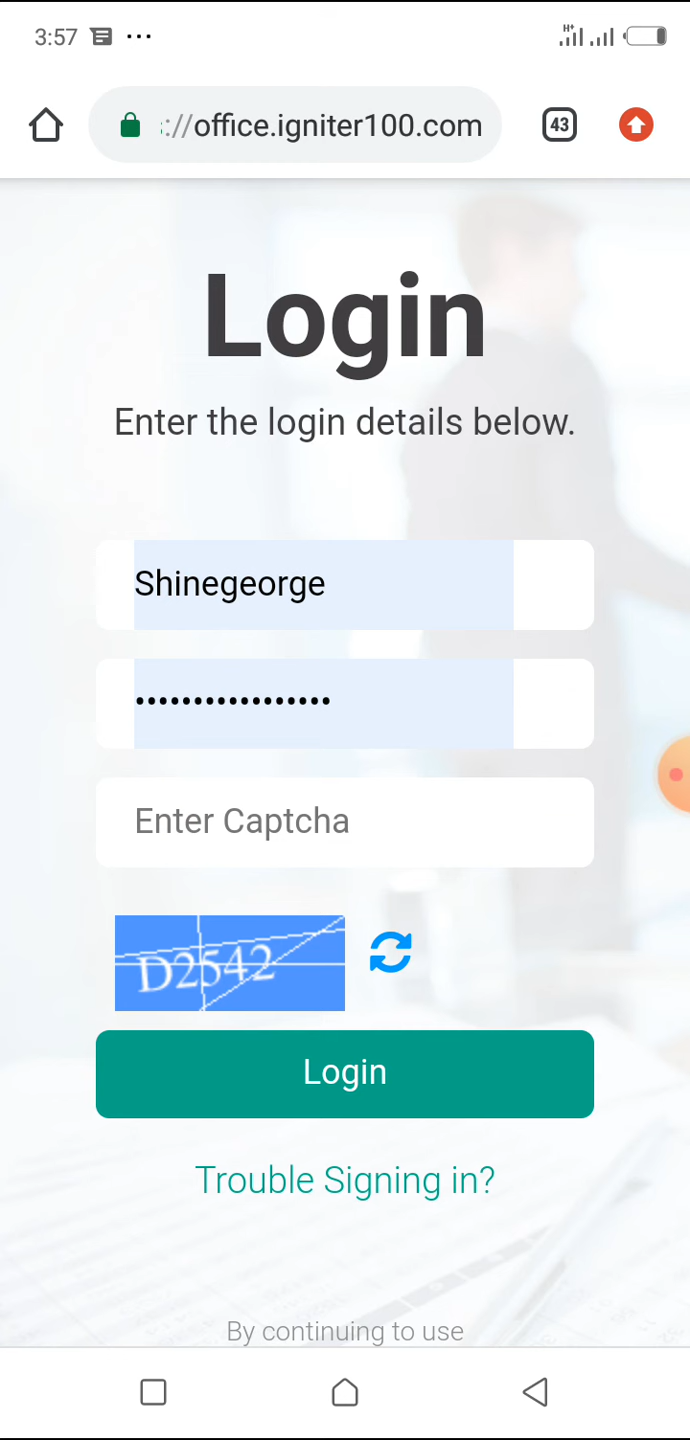 3:57
H+
://office.igniter100.com
43
Login
Enter the login details below.
Shinegeorge
•••••••••••••••••
Enter Captcha
D2542
Login
Trouble Signing in?
By continuing to use